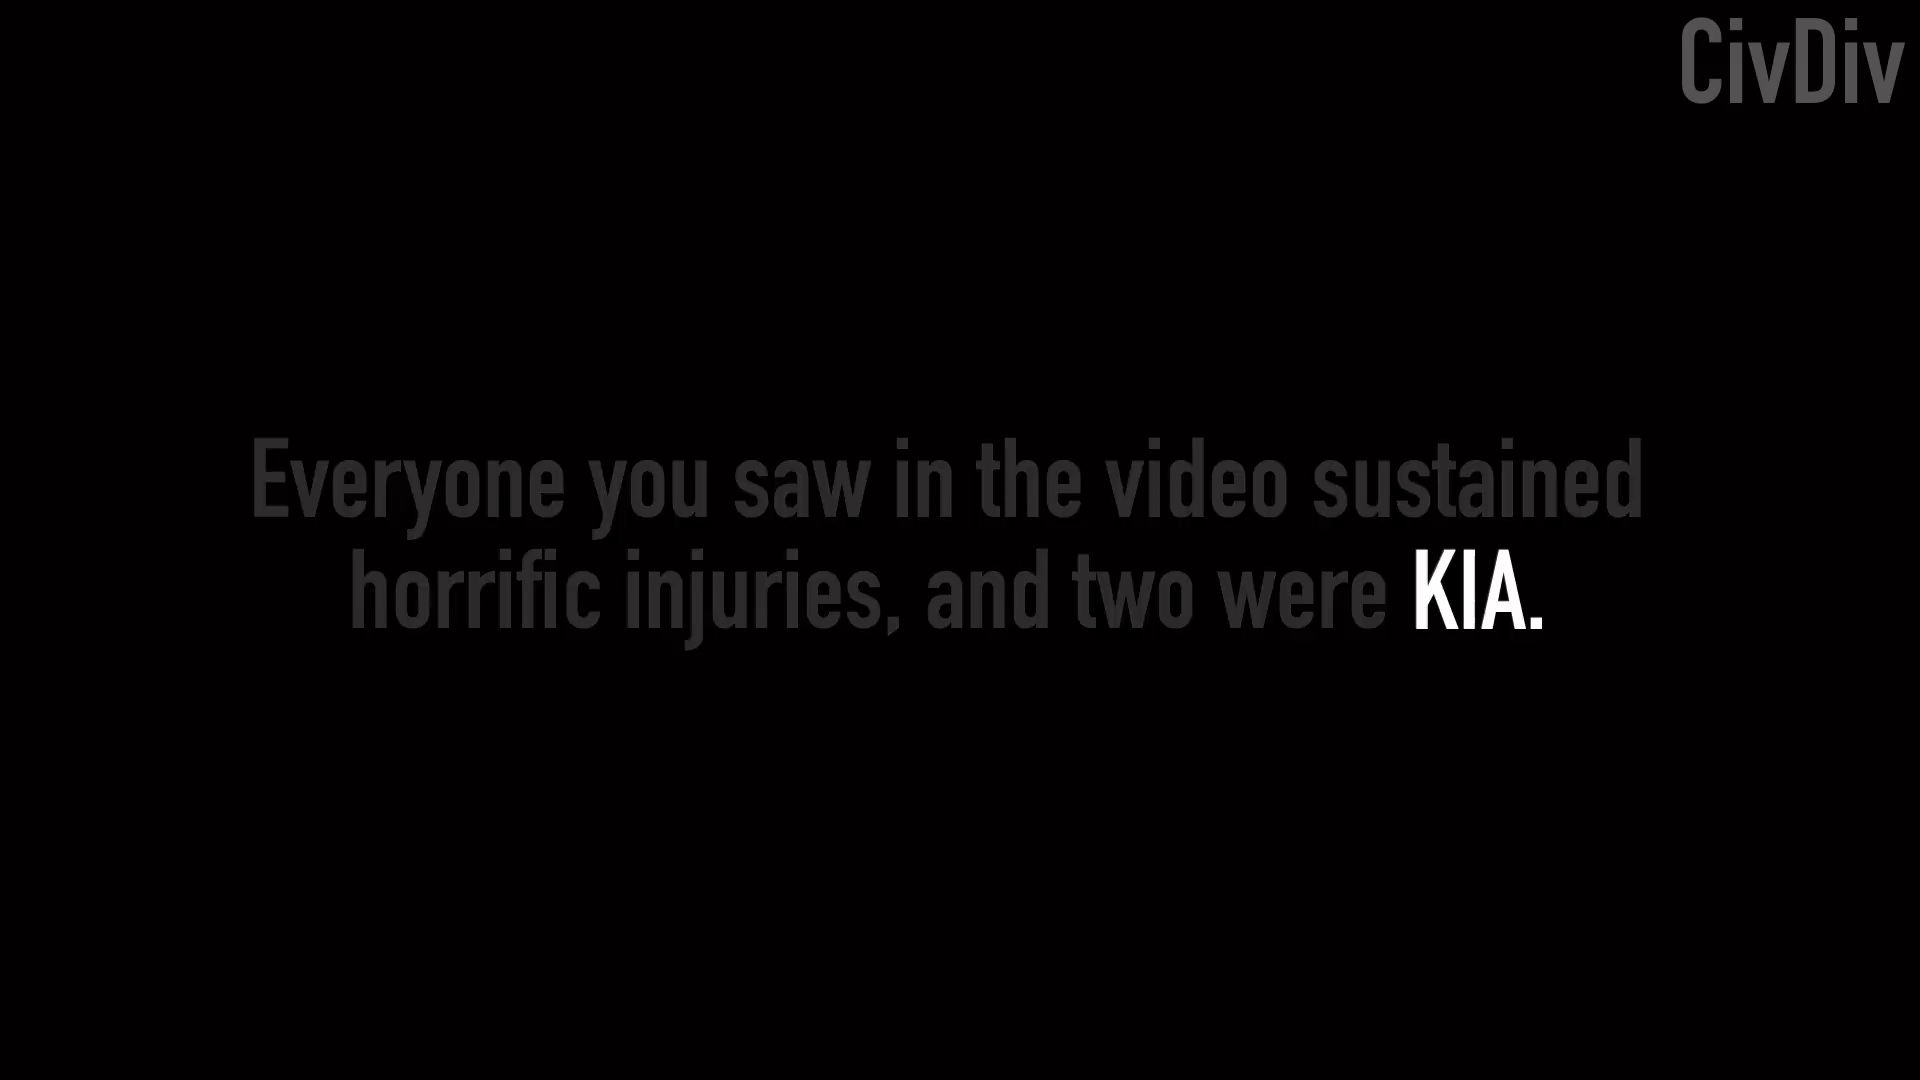 CivDiv
Everyone you saw in the video sustained
horrific injuries, and two were KIA.